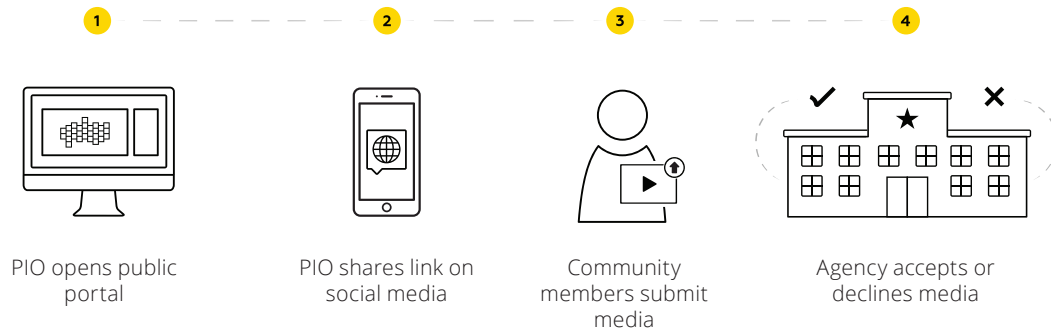 1
2
3
4
PIO opens public
portal
PIO shares link on
social media
Community
members submit
media
Agency accepts or
declines media